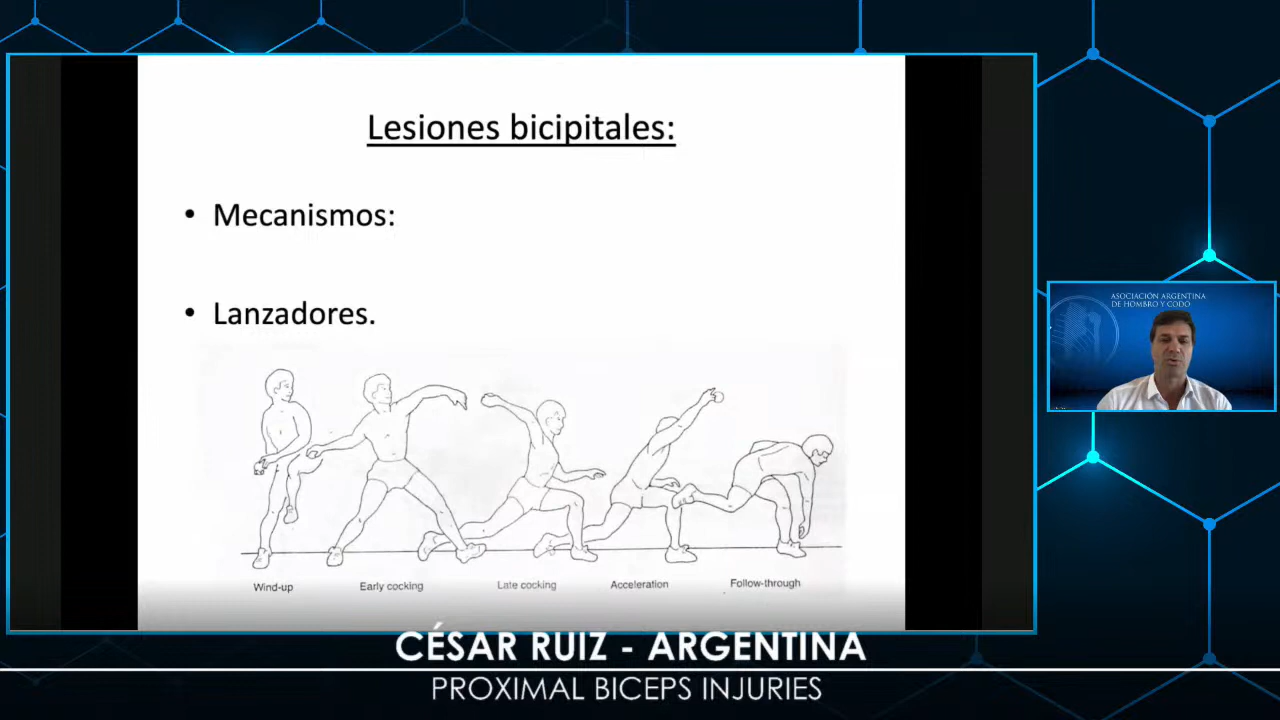 Lesiones bicipitales:
• Mecanismos:
• Lanzadores.
Wind-up Early cocking Late cocking Acceleration Follow-through
ASOCIACIÓN ARGENTINA
DE HOMBRO Y CODO
CÉSAR RUIZ - ARGENTINA
PROXIMAL BICEPS INJURIES